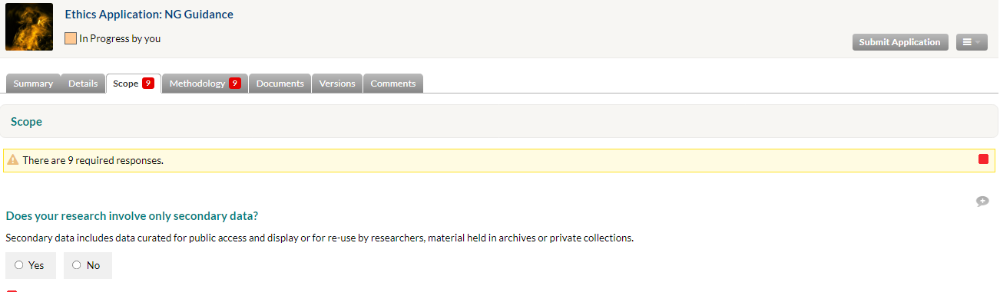 Ethics Application: NG Guidance
In Progress by you
Submit Application
Summary Details Scope 9 Methodology 9 Documents Versions Comments
Scope
There are 9 required responses.
Does your research involve only secondary data?
Secondary data includes data curated for public access and display or for re-use by researchers, material held in archives or private collections.
Yes No